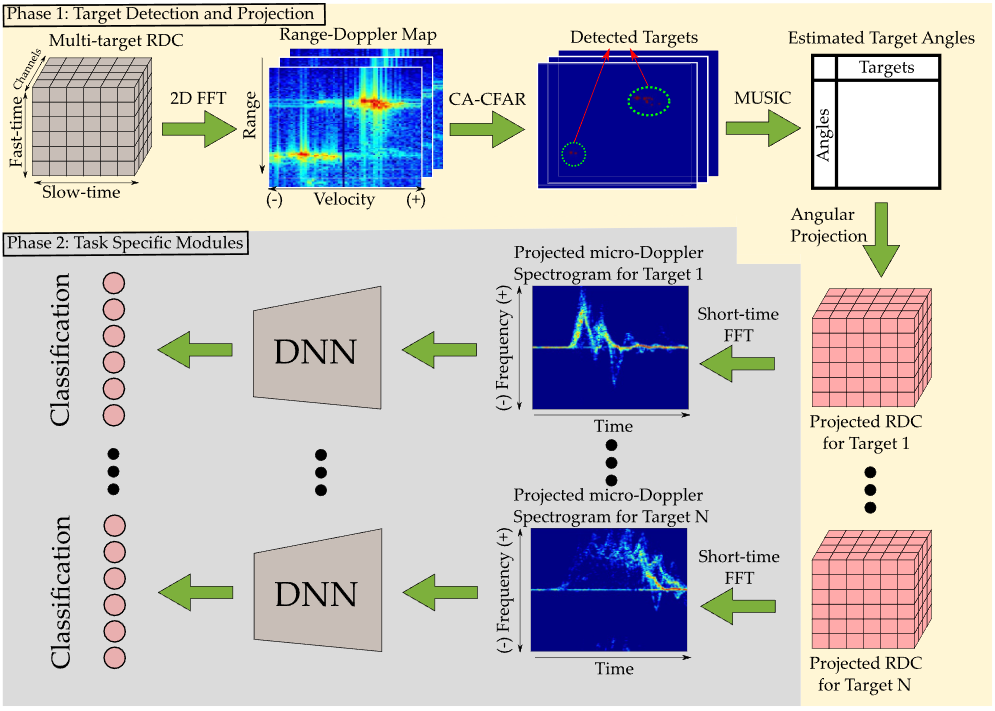 Phase 1: Target Detection and Projection
Multi-target RDC
Channels
Fast-time
Slow-time
2D FFT
Range-Doppler Map
Range
(-) Velocity (+)
CA-CFAR
Detected Targets
MUSIC
Estimated Target Angles
Targets
Angles
Angular
Projection
Phase 2: Task Specific Modules
Classification
DNN
Projected micro-Doppler
Spectrogram for Target 1
(-) Frequency (+)
Time
Short-time
FFT
Projected RDC
for Target 1
Classification
DNN
Projected micro-Doppler
Spectrogram for Target N
(-) Frequency (+)
Time
Short-time
FFT
Projected RDC
for Target N